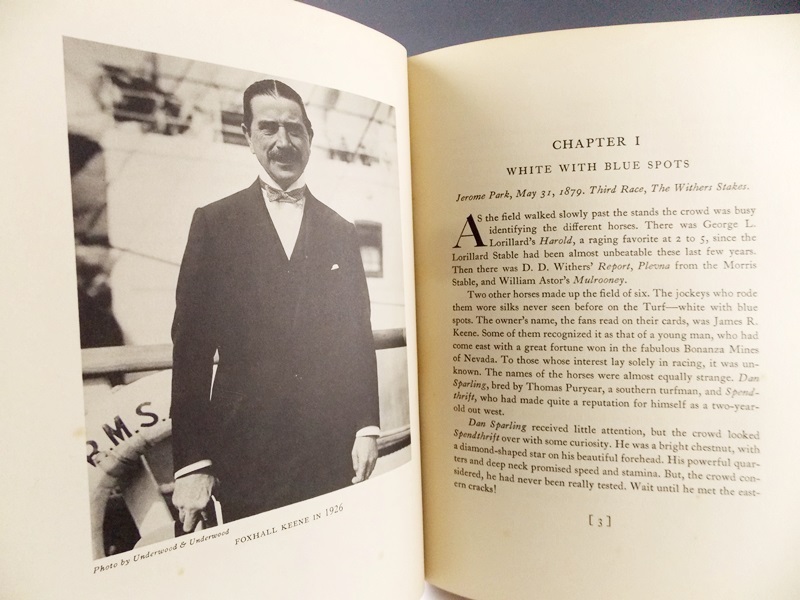 R.M.S.
Photo by Underwood & Underwood
FOXHALL KEENE IN 1926
CHAPTER I
WHITE WITH BLUE SPOTS
Jerome Park, May 31, 1879. Third Race, The Withers Stakes.
AS the field walked slowly past the stands the crowd was busy
identifying the different horses. There was George L.
Lorillard's Harold, a raging favorite at 2 to 5, since the
Lorillard Stable had been almost unbeatable these last few years.
Then there was D. D. Withers' Report, Plevna from the Morris
Stable, and William Astor's Mulrooney.
Two other horses made up the field of six. The jockeys who rode
them wore silks never seen before on the Turf—white with blue
spots. The owner's name, the fans read on their cards, was James R.
Keene. Some of them recognized it as that of a young man, who had
come east with a great fortune won in the fabulous Bonanza Mines
of Nevada. To those whose interest lay solely in racing, it was un-
known. The names of the horses were almost equally strange. Dan
Sparling, bred by Thomas Puryear, a southern turfman, and Spend-
thrift, who had made quite a reputation for himself as a two-year-
old out west.
Dan Sparling received little attention, but the crowd looked
Spendthrift over with some curiosity. He was a bright chestnut, with
a diamond-shaped star on his beautiful forehead. His powerful quar-
ters and deep neck promised speed and stamina. But, the crowd con-
sidered, he had never been really tested. Wait until he met the east-
ern cracks!
[ 3 ]